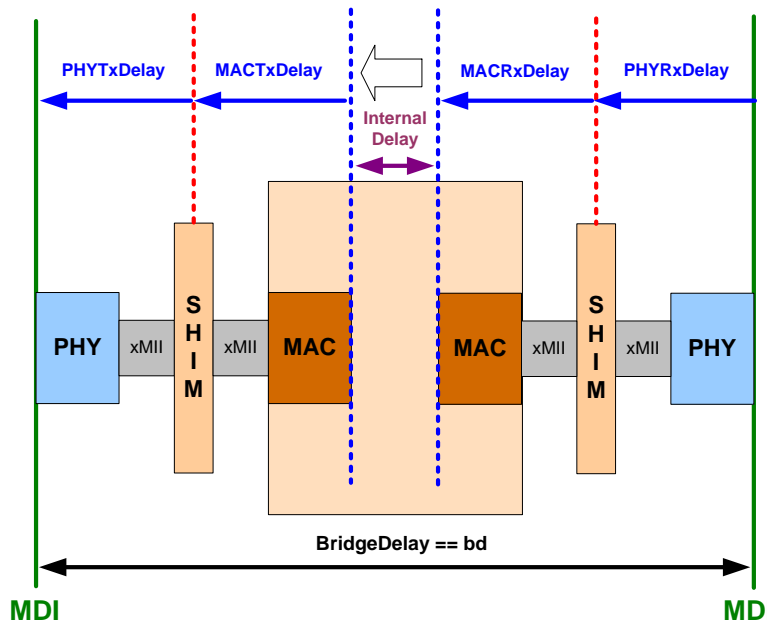 PHYTxDelay
MACTxDelay
MACRxDelay
PHYRxDelay
Internal
Delay
PHY
xMII
S
H
I
M
xMII
MAC
MAC
xMII
S
H
I
M
xMII
PHY
BridgeDelay == bd
MDI
MD